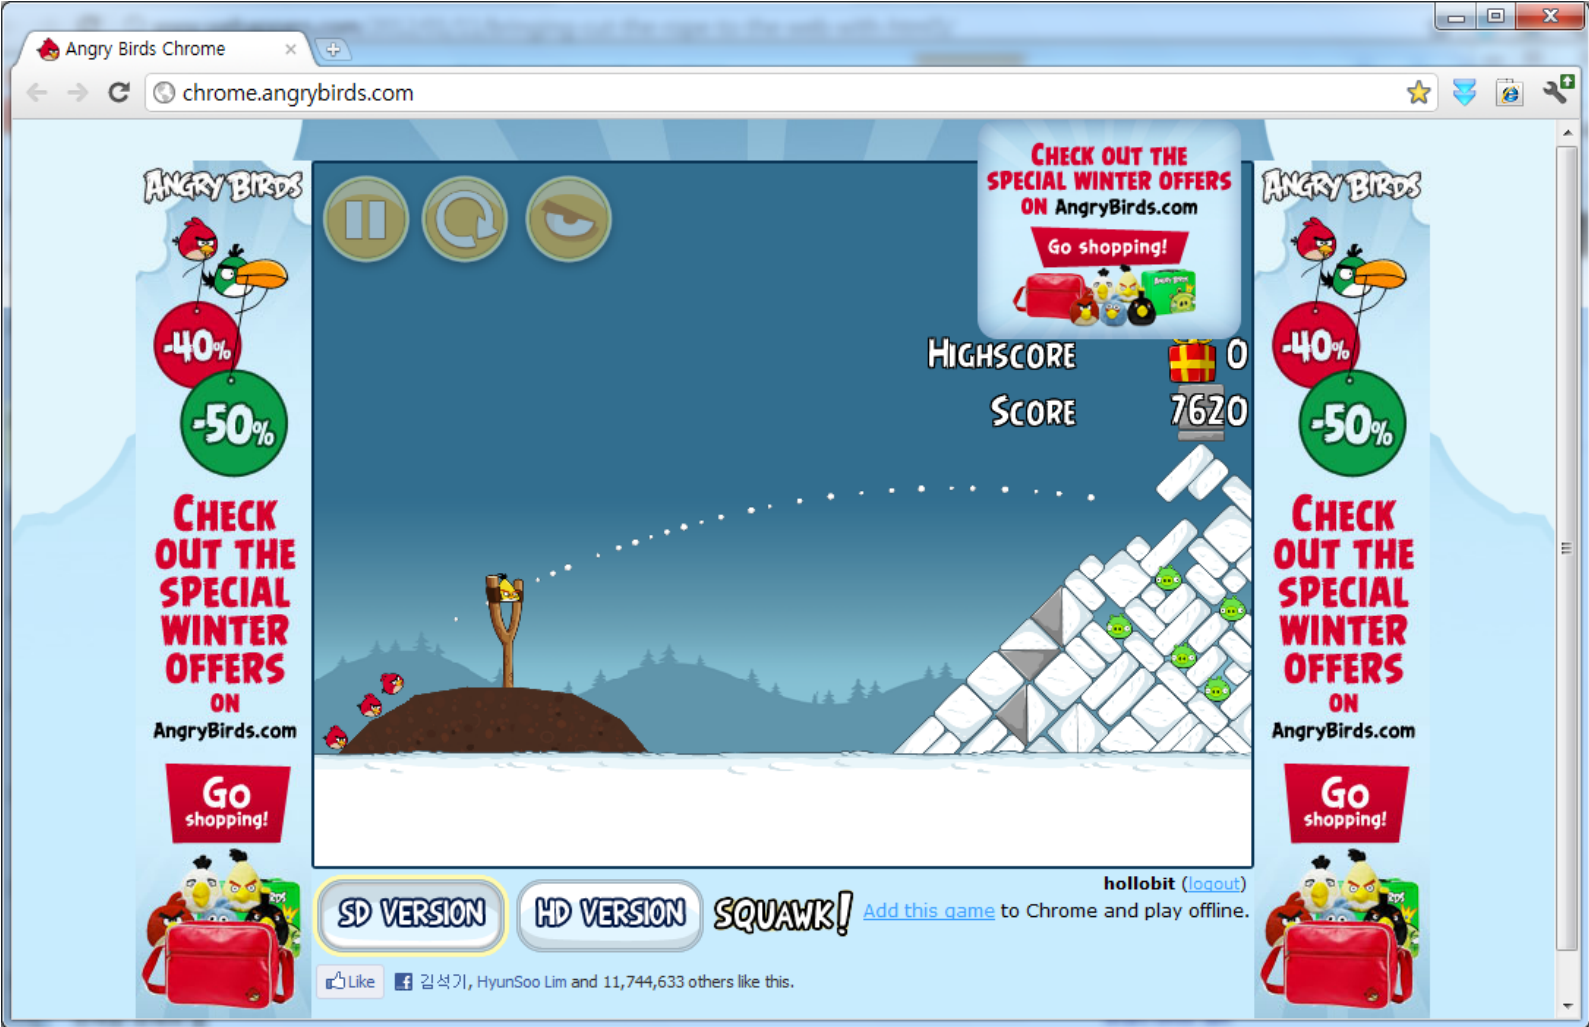 Angry Birds Chrome
chrome.angrybirds.com
ANGRY BIRDS
-40%
-50%
CHECK
OUT THE
SPECIAL
WINTER
OFFERS
ON
AngryBirds.com
Go
shopping!
CHECK OUT THE
SPECIAL WINTER OFFERS
ON AngryBirds.com
Go shopping!
ANGRY BIRDS
HIGHSCORE 0
SCORE 7620
ANGRY BIRDS
-40%
-50%
CHECK
OUT THE
SPECIAL
WINTER
OFFERS
ON
AngryBirds.com
Go
shopping!
SD VERSION
HD VERSION
SQUAWK!
hollobit (logout)
Add this game to Chrome and play offline.
Like
김석기, HyunSoo Lim and 11,744,633 others like this.